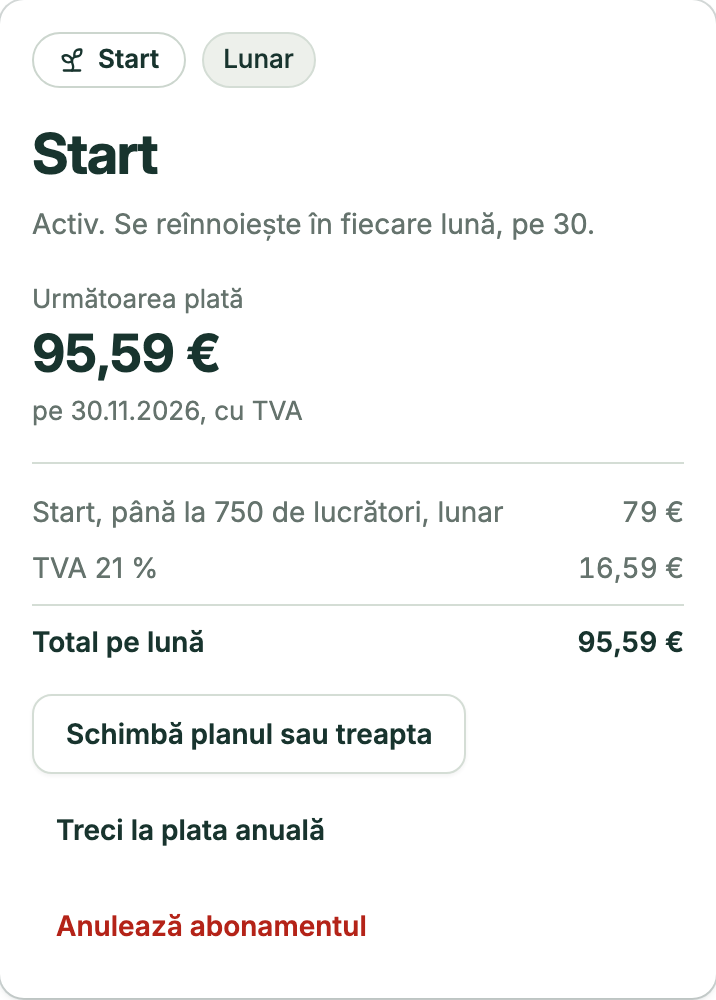 Start
Lunar
Start
Activ. Se reînnoiește în fiecare lună, pe 30.
Următoarea plată
95,59 €
pe 30.11.2026, cu TVA
Start, până la 750 de lucrători, lunar 79 €
TVA 21 % 16,59 €
Total pe lună 95,59 €
Schimbă planul sau treapta
Treci la plata anuală
Anulează abonamentul